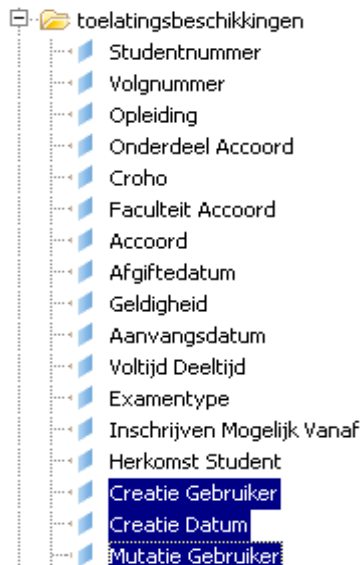 toelatingsbeschikkingen
Studentnummer
Volgnummer
Opleiding
Onderdeel Accoord
Croho
Faculteit Accoord
Accoord
Afgiftedatum
Geldigheid
Aanvangsdatum
Voltijd Deeltijd
Examentype
Inschrijven Mogelijk Vanaf
Herkomst Student
Creatie Gebruiker
Creatie Datum
Mutatie Gebruiker